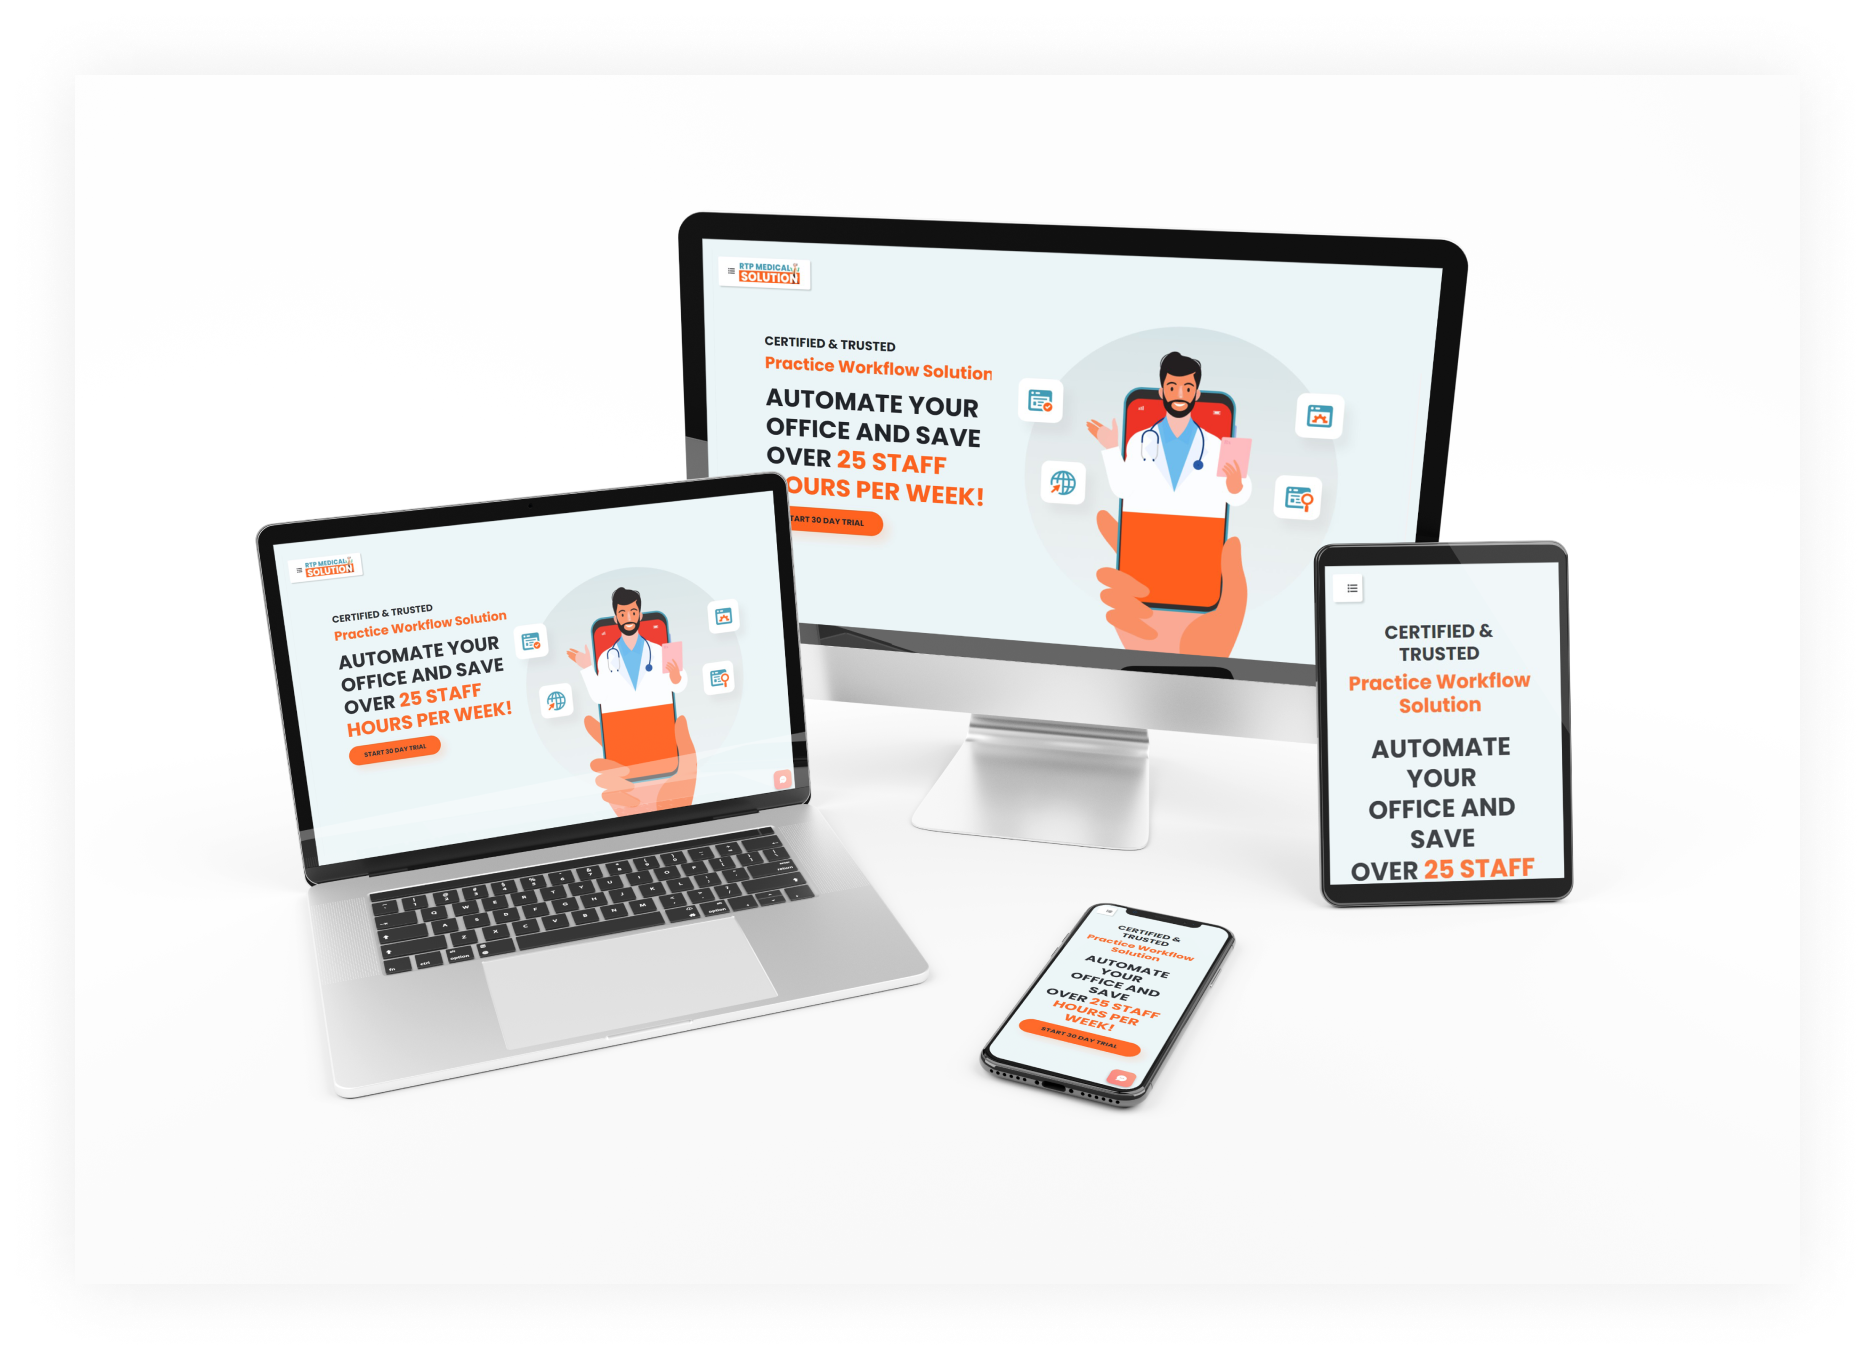 RTP MEDICAL
SOLUTION
CERTIFIED & TRUSTED
Practice Workflow Solution
AUTOMATE YOUR
OFFICE AND SAVE
OVER 25 STAFF
OURS PER WEEK!
TART 30 DAY TRIAL
RTP MEDICAL
SOLUTION
CERTIFIED & TRUSTED
Practice Workflow Solution
AUTOMATE YOUR
OFFICE AND SAVE
OVER 25 STAFF
HOURS PER WEEK!
START 30 DAY TRIAL
CERTIFIED &
TRUSTED
Practice Workflow
Solution
AUTOMATE
YOUR
OFFICE AND
SAVE
OVER 25 STAFF
CERTIFIED &
TRUSTED
Practice Workflow
Solution
AUTOMATE
YOUR
OFFICE AND
SAVE
OVER 25 STAFF
HOURS PER
WEEK!
START 30 DAY TRIAL